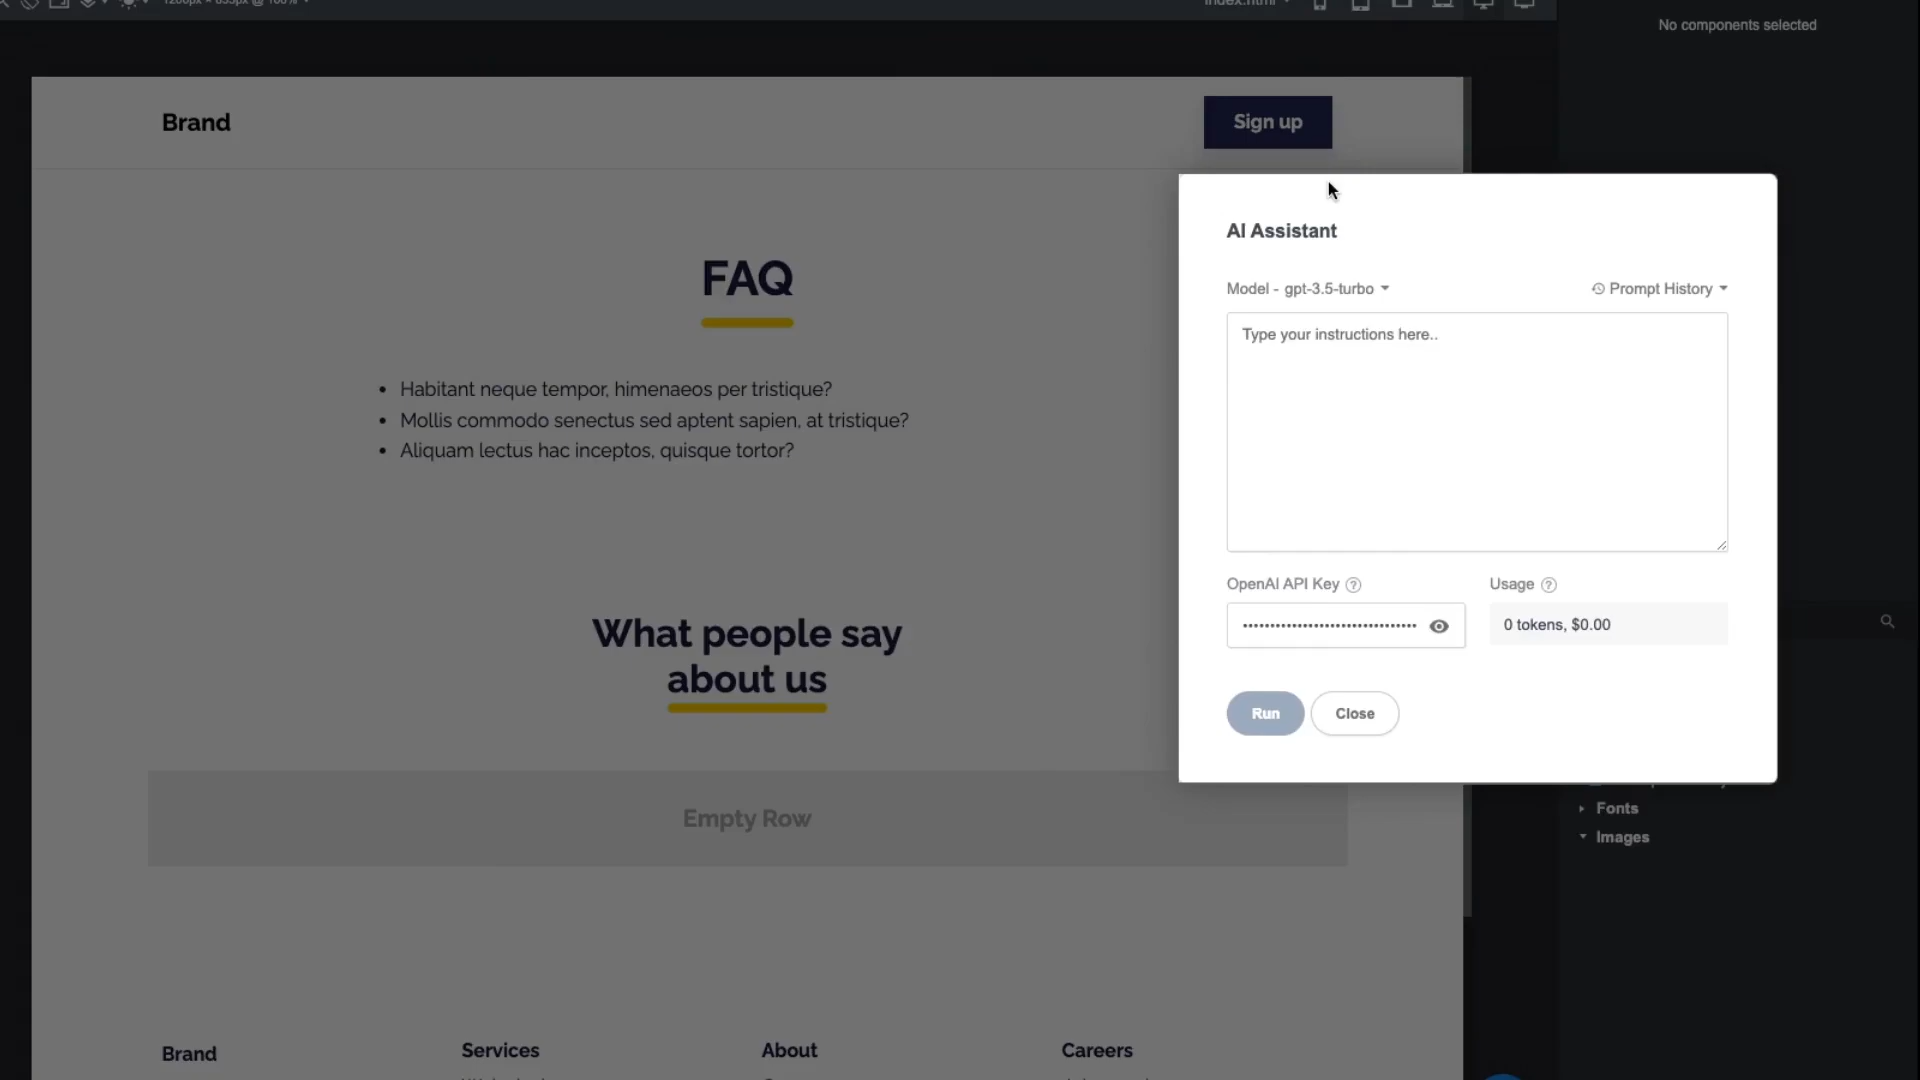 index.html
No components selected
Brand
Sign up
AI Assistant
FAQ
Model - gpt-3.5-turbo
Prompt History
Type your instructions here..
• Habitant neque tempor, himenaeos per tristique?
• Mollis commodo senectus sed aptent sapien, at tristique?
• Aliquam lectus hac inceptos, quisque tortor?
OpenAI API Key
Usage
••••••••••••••••••••••••••••••••
0 tokens, $0.00
What people say
about us
Run
Close
Empty Row
Fonts
Images
Brand
Services
About
Careers